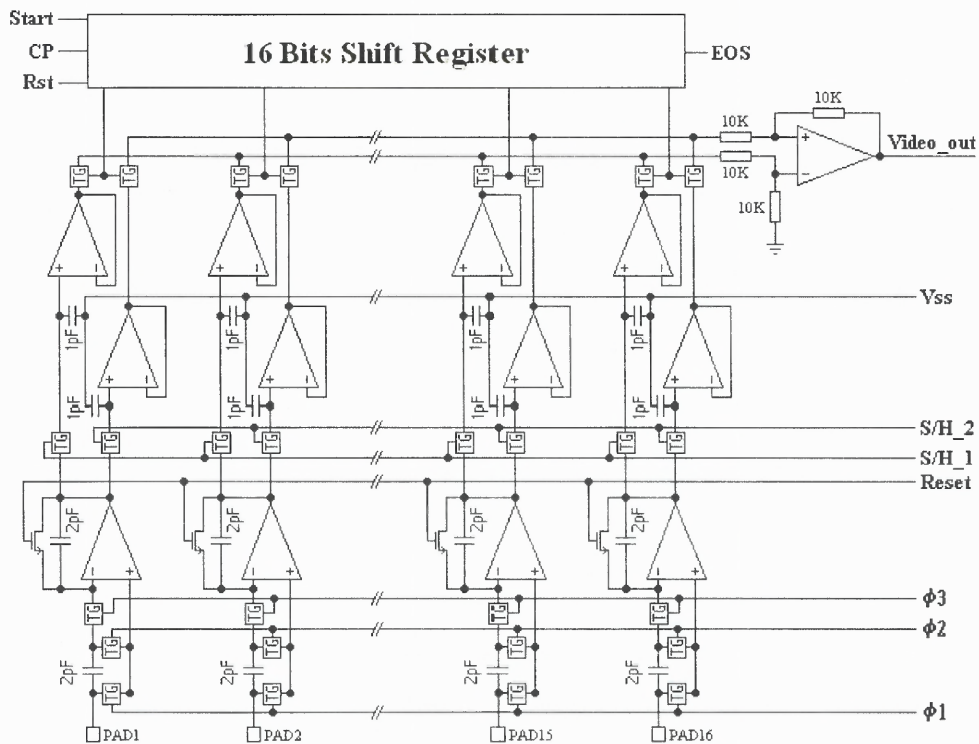 Start
CP
Rst
16 Bits Shift Register
EOS
10K
10K
10K
10K
Video_out
TG TG TG TG TG TG TG TG
+ - + - + - + -
Vss
1pF 1pF 1pF 1pF
+ - + - + - + -
1pF 1pF 1pF 1pF
S/H_2
TG TG TG TG TG TG TG TG
S/H_1
Reset
2pF 2pF 2pF 2pF
- + - + - + - +
TG TG TG TG
ϕ3
ϕ2
TG TG TG TG
2pF 2pF 2pF 2pF
TG TG TG TG
ϕ1
PAD1 PAD2 PAD15 PAD16